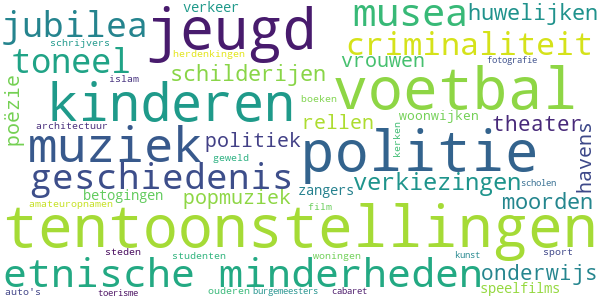 jubilea
jeugd
verkeer
musea
huwelijken
schrijvers
herdenkingen
criminaliteit
toneel
islam
schilderijen
vrouwen
fotografie
poëzie
kinderen
boeken
voetbal
architectuur
muziek
politiek
rellen
woonwijken
theater
geweld
politie
kerken
havens
geschiedenis
zangers
verkiezingen
scholen
betogingen
popmuziek
moorden
amateuropnamen
film
tentoonstellingen
steden
studenten
woningen
kunst
sport
etnische minderheden
onderwijs
auto's
toerisme
ouderen
burgemeesters
cabaret
speelfilms